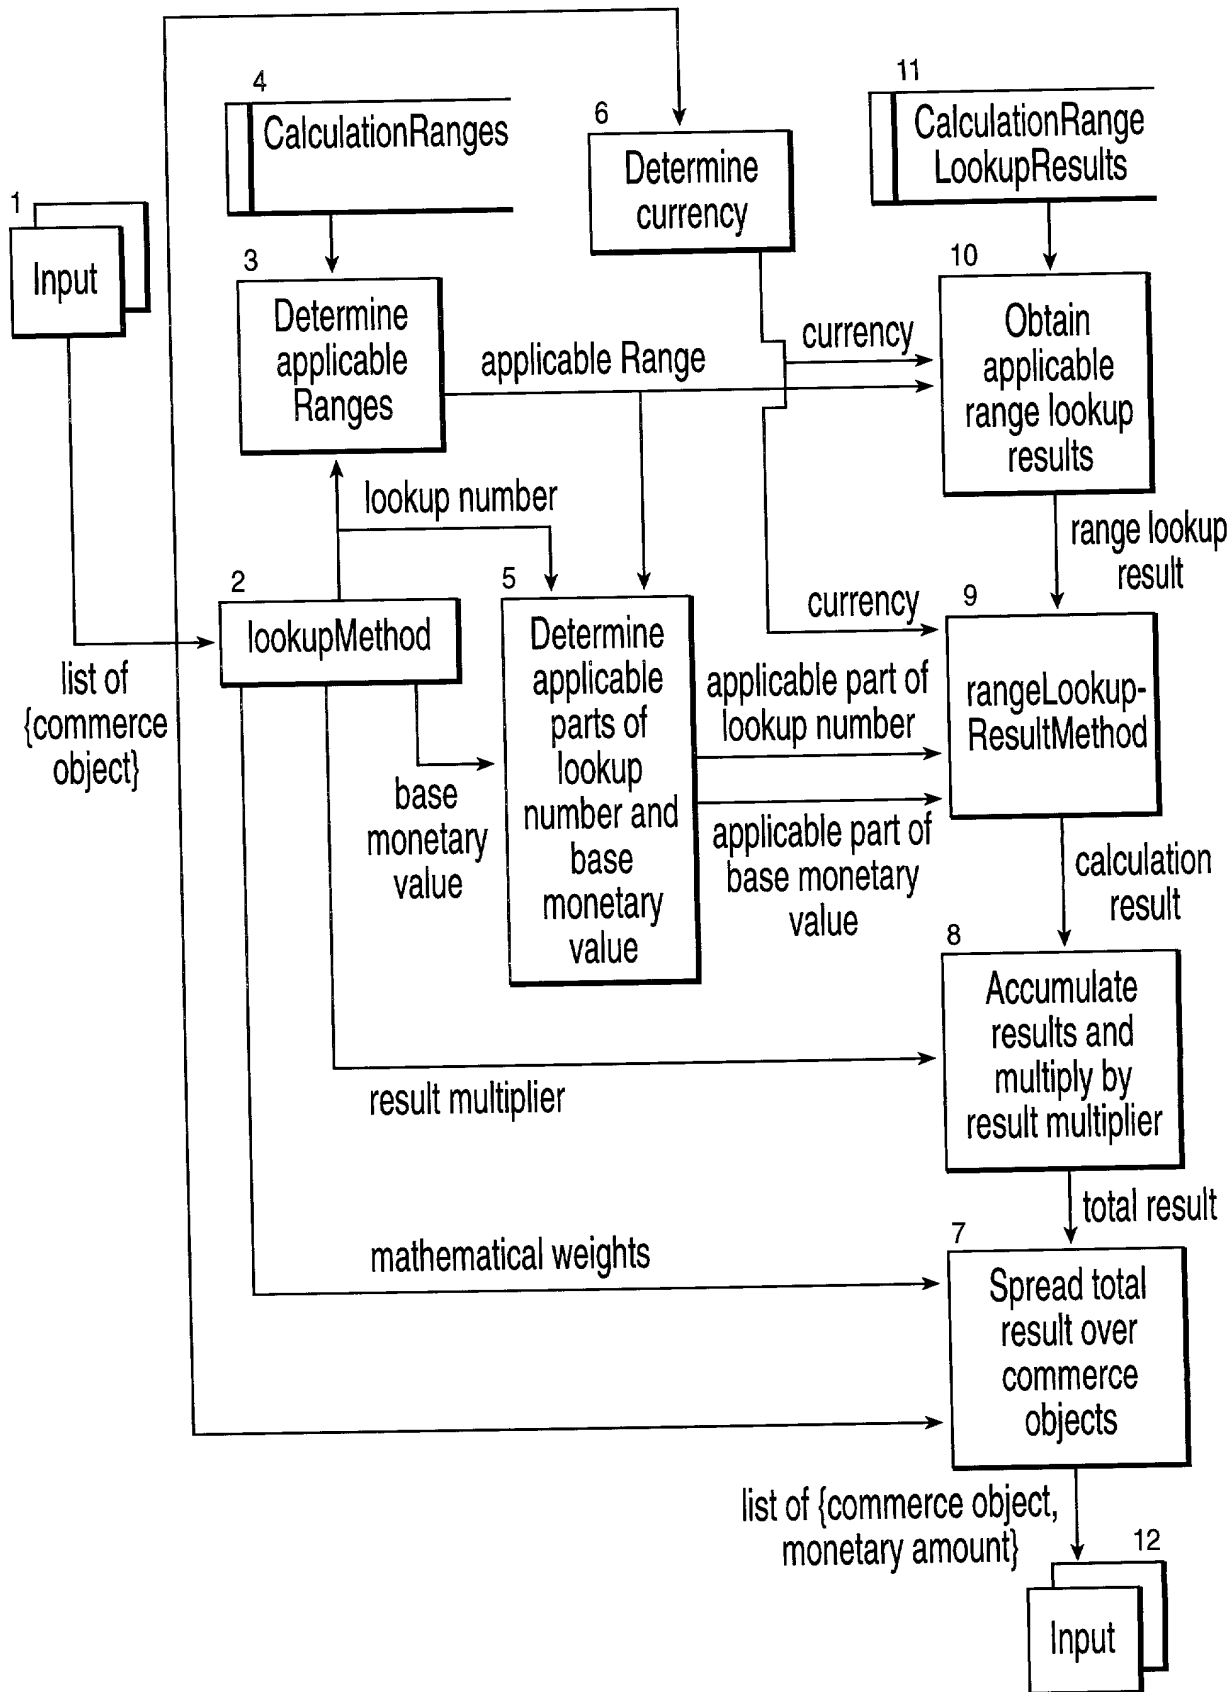 4
CalculationRanges
6
Determine
currency
11
CalculationRange
LookupResults
1
Input
3
Determine
applicable
Ranges
applicable Range
currency
10
Obtain
applicable
range lookup
results
lookup number
range lookup
result
2
lookupMethod
list of
{commerce
object}
5
Determine
applicable
parts of
lookup
number and
base
monetary
value
base
monetary
value
currency
applicable part of
lookup number
applicable part of
base monetary
value
9
rangeLookup-
ResultMethod
calculation
result
8
Accumulate
results and
multiply by
result multiplier
result multiplier
total result
mathematical weights
7
Spread total
result over
commerce
objects
list of {commerce object,
monetary amount}
12
Input